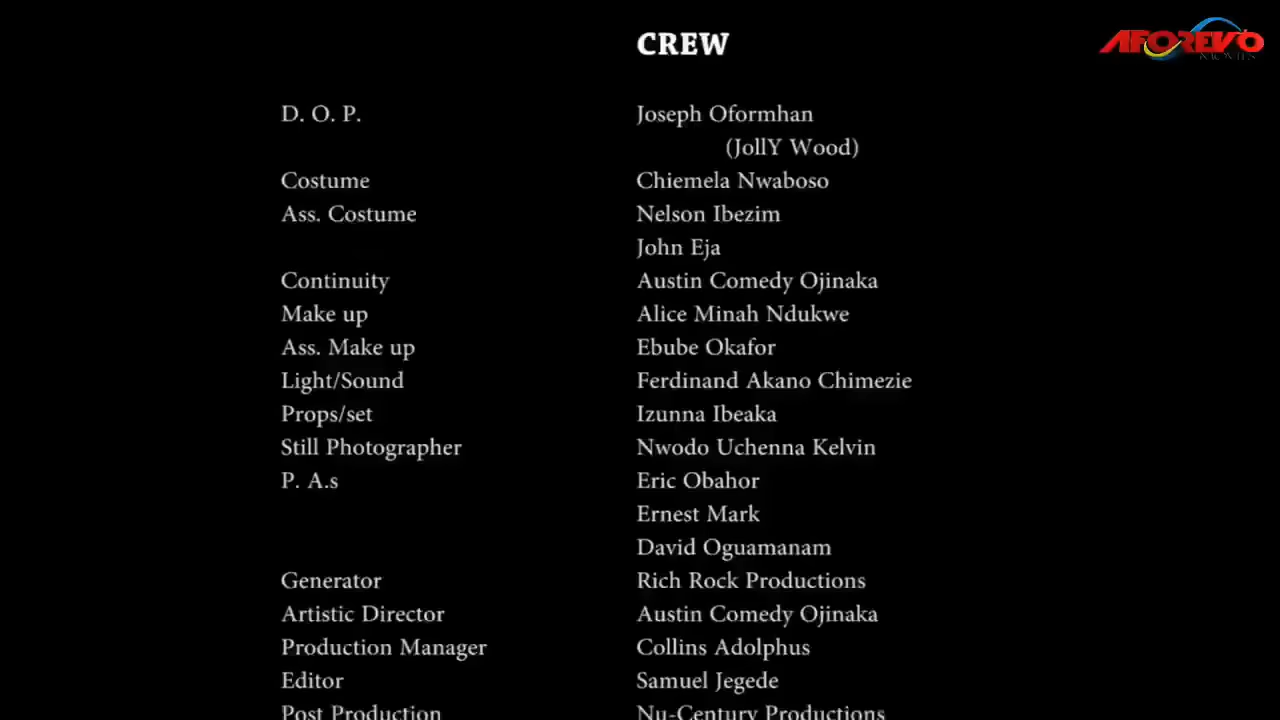 CREW
AFOREVO
D. O. P. Joseph Oformhan
(JollY Wood)
Costume Chiemela Nwaboso
Ass. Costume Nelson Ibezim
John Eja
Continuity Austin Comedy Ojinaka
Make up Alice Minah Ndukwe
Ass. Make up Ebube Okafor
Light/Sound Ferdinand Akano Chimezie
Props/set Izunna Ibeaka
Still Photographer Nwodo Uchenna Kelvin
P. A.s Eric Obahor
Ernest Mark
David Oguamanam
Generator Rich Rock Productions
Artistic Director Austin Comedy Ojinaka
Production Manager Collins Adolphus
Editor Samuel Jegede
Post Production Nu-Century Productions